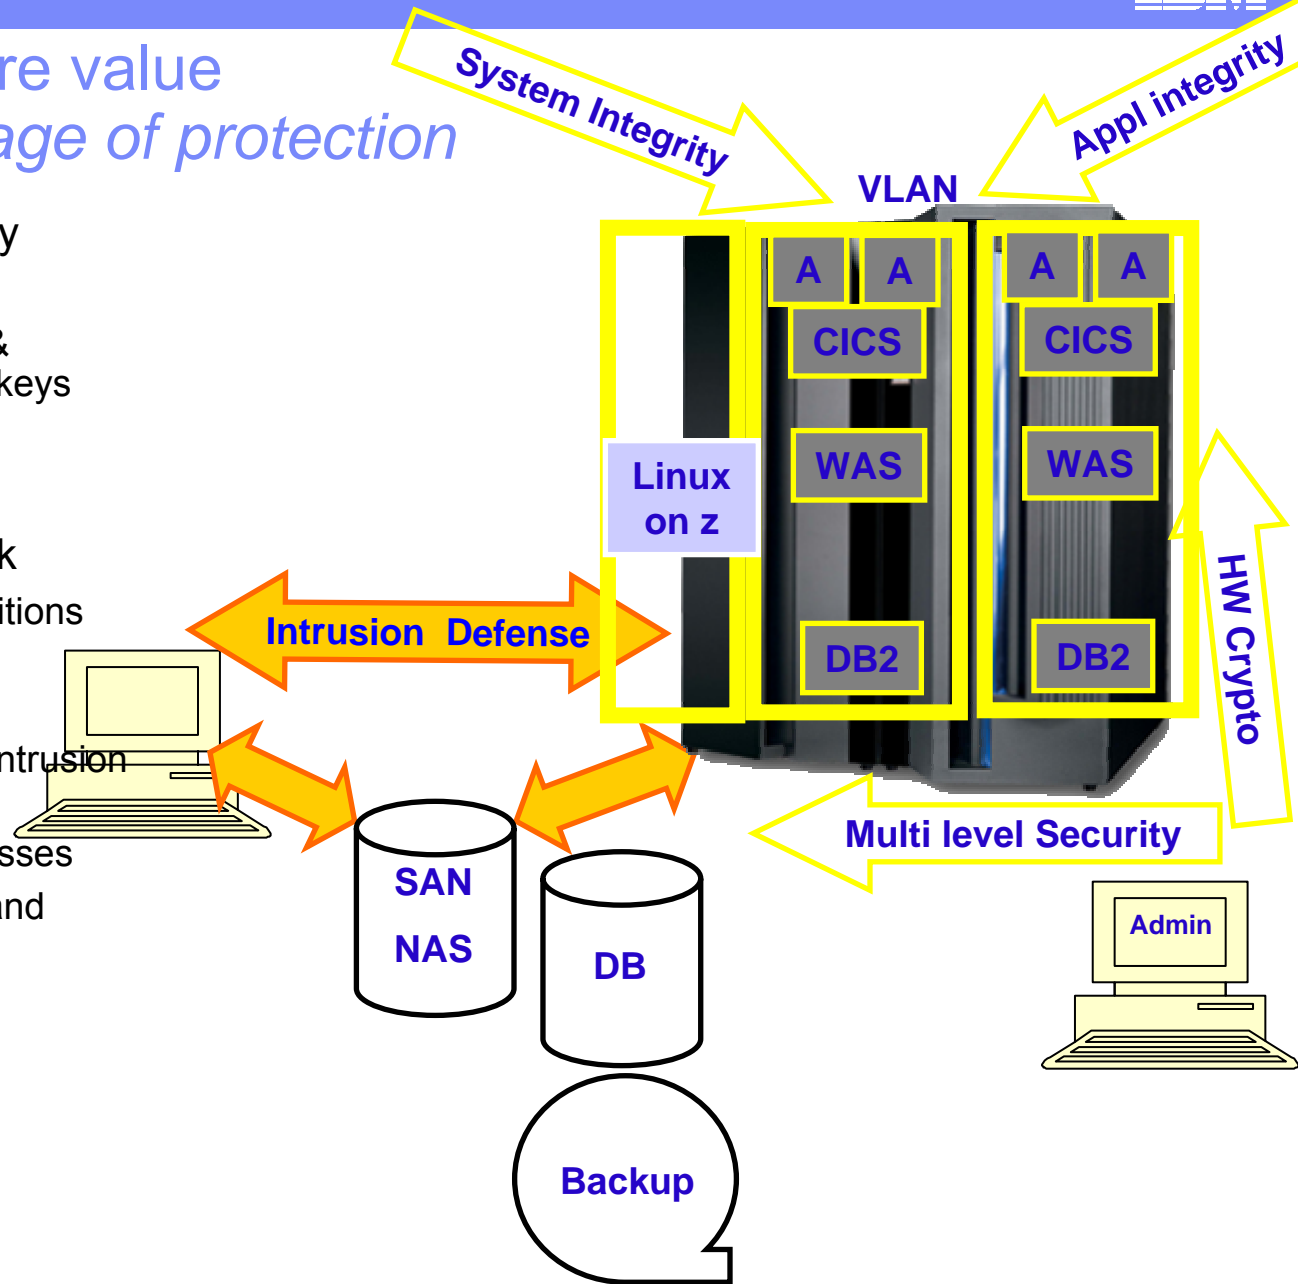 re value
age of protection
y
&
keys
k
itions
ntrusion
sses
and
System Integrity
Appl integrity
VLAN
A A
A A
CICS
CICS
WAS
WAS
Linux
on z
DB2
DB2
HW Crypto
Intrusion Defense
Multi level Security
SAN
NAS
DB
Backup
Admin